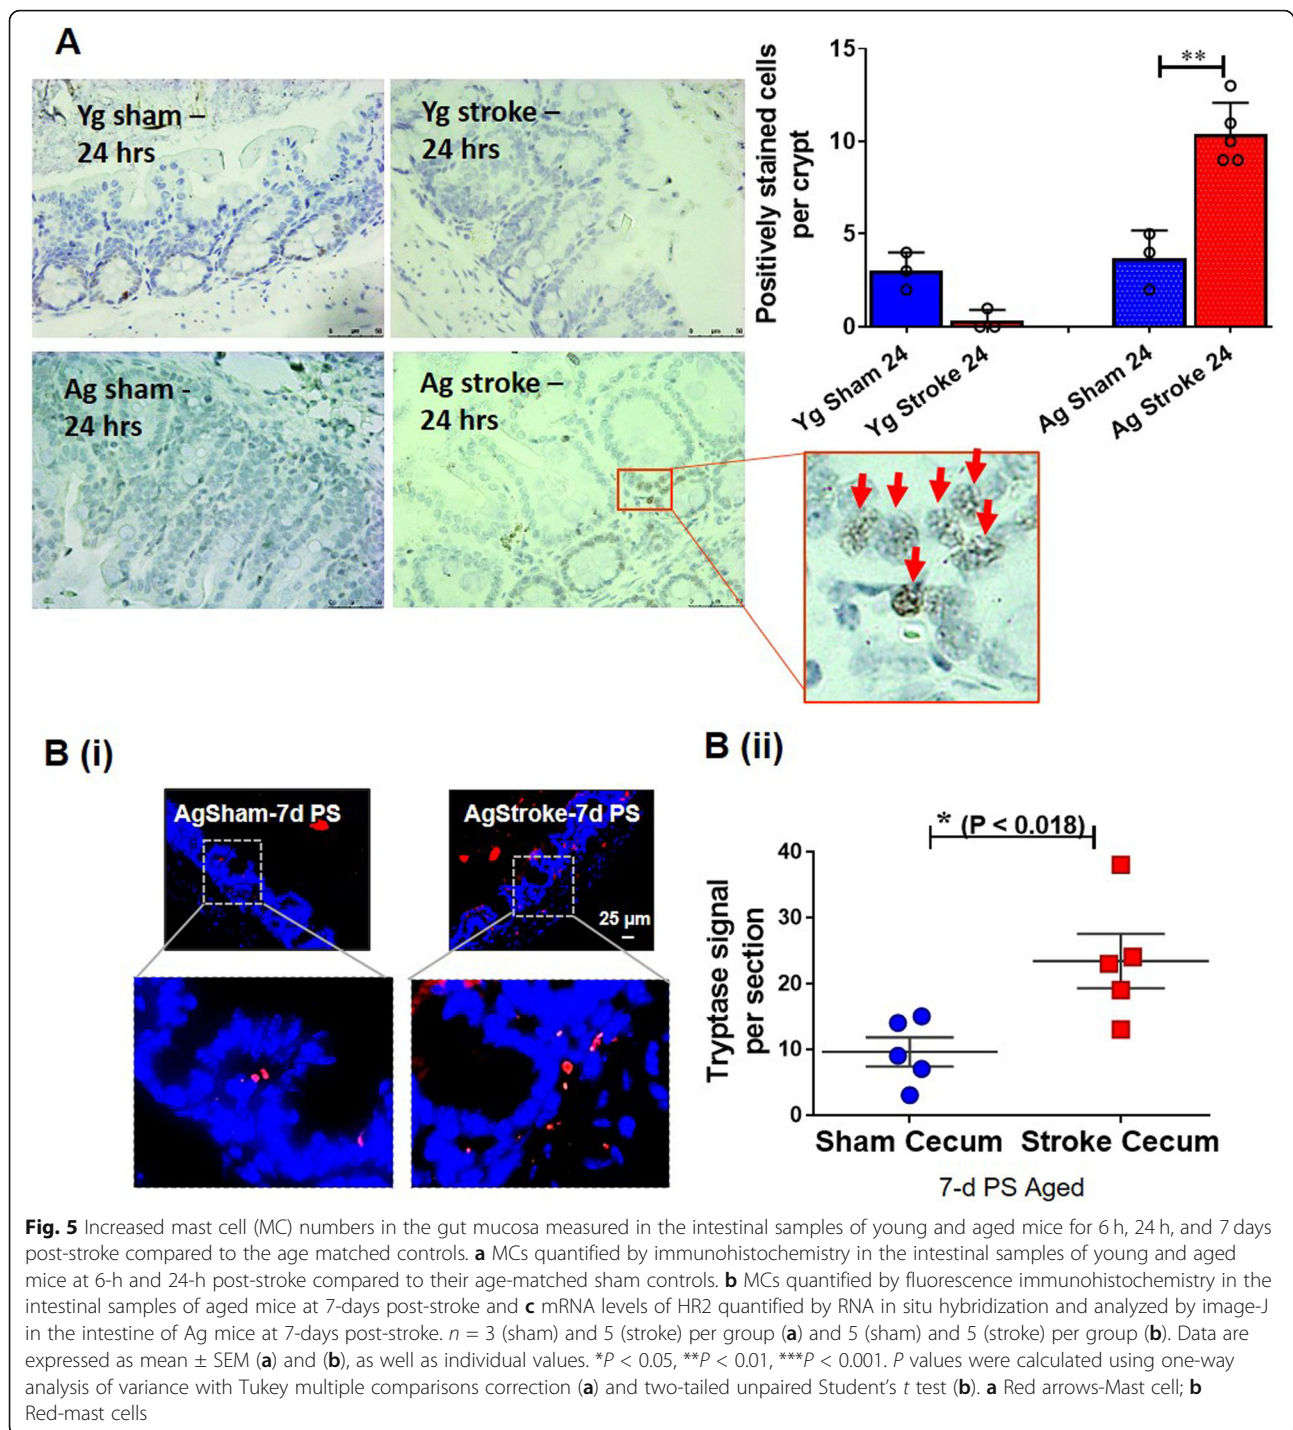 A
Yg sham –
24 hrs
Yg stroke –
24 hrs
Ag sham -
24 hrs
Ag stroke –
24 hrs
Positively stained cells
per crypt
15
10
5
0
**
Yg Sham 24
Yg Stroke 24
Ag Sham 24
Ag Stroke 24
B (i)
AgSham-7d PS
AgStroke-7d PS
25 µm
B (ii)
* (P < 0.018)
Tryptase signal
per section
40
30
20
10
0
Sham Cecum
Stroke Cecum
7-d PS Aged
Fig. 5 Increased mast cell (MC) numbers in the gut mucosa measured in the intestinal samples of young and aged mice for 6 h, 24 h, and 7 days
post-stroke compared to the age matched controls. a MCs quantified by immunohistochemistry in the intestinal samples of young and aged
mice at 6-h and 24-h post-stroke compared to their age-matched sham controls. b MCs quantified by fluorescence immunohistochemistry in the
intestinal samples of aged mice at 7-days post-stroke and c mRNA levels of HR2 quantified by RNA in situ hybridization and analyzed by image-J
in the intestine of Ag mice at 7-days post-stroke. n = 3 (sham) and 5 (stroke) per group (a) and 5 (sham) and 5 (stroke) per group (b). Data are
expressed as mean ± SEM (a) and (b), as well as individual values. *P < 0.05, **P < 0.01, ***P < 0.001. P values were calculated using one-way
analysis of variance with Tukey multiple comparisons correction (a) and two-tailed unpaired Student's t test (b). a Red arrows-Mast cell; b
Red-mast cells